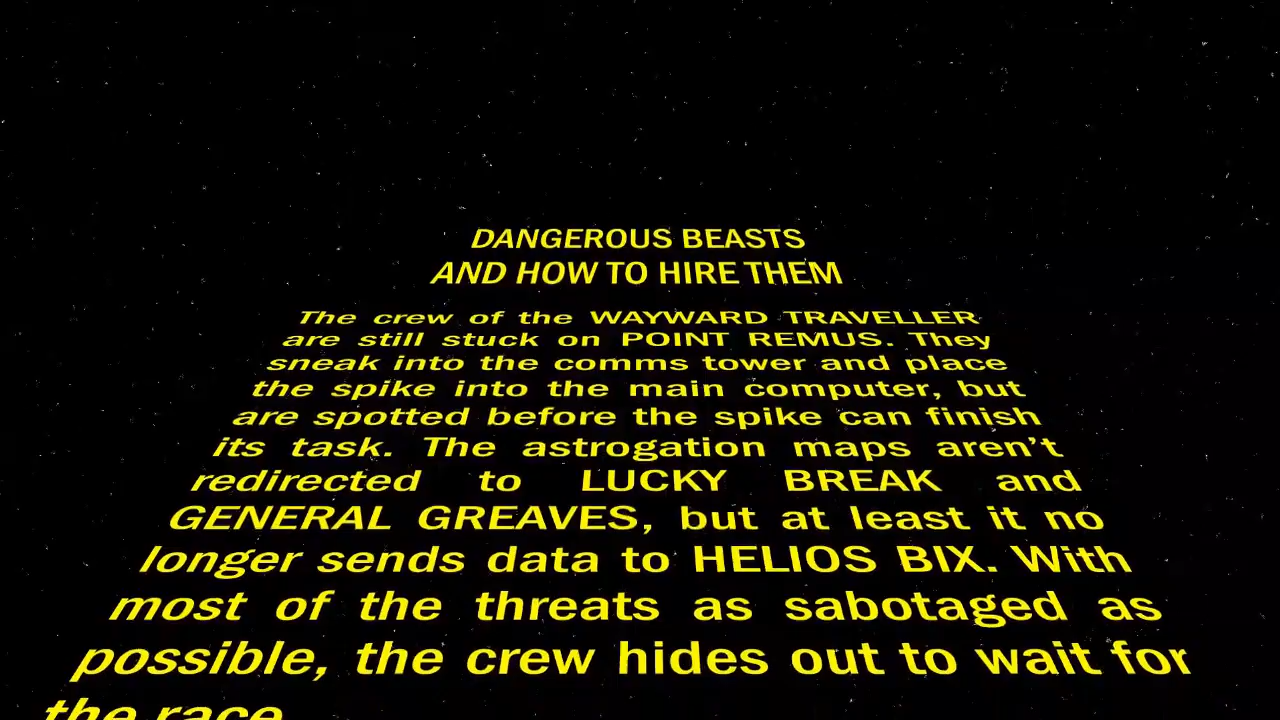 DANGEROUS BEASTS
AND HOW TO HIRE THEM
The crew of the WAYWARD TRAVELLER
are still stuck on POINT REMUS. They
sneak into the comms tower and place
the spike into the main computer, but
are spotted before the spike can finish
its task. The astrogation maps aren’t
redirected to LUCKY BREAK and
GENERAL GREAVES, but at least it no
longer sends data to HELIOS BIX. With
most of the threats as sabotaged as
possible, the crew hides out to wait for
the race